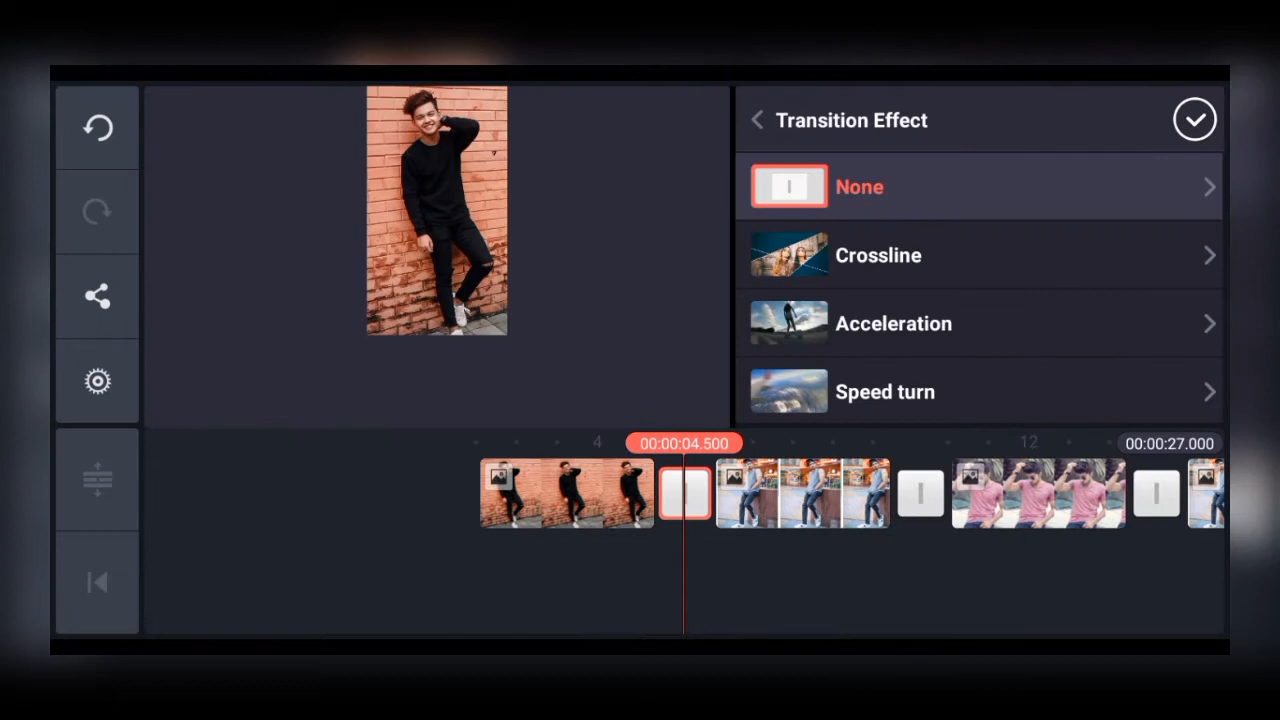 Transition Effect
None
Crossline
Acceleration
Speed turn
4
00:00:04.500
12
00:00:27.000